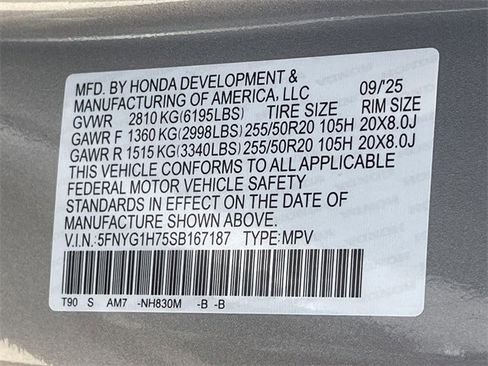 MFD. BY HONDA DEVELOPMENT &
MANUFACTURING OF AMERICA, LLC 09/'25
GVWR 2810 KG(6195LBS) TIRE SIZE RIM SIZE
GAWR F 1360 KG(2998LBS) 255/50R20 105H 20X8.0J
GAWR R 1515 KG(3340LBS) 255/50R20 105H 20X8.0J
THIS VEHICLE CONFORMS TO ALL APPLICABLE
FEDERAL MOTOR VEHICLE SAFETY
STANDARDS IN EFFECT ON THE DATE OF
MANUFACTURE SHOWN ABOVE.
V.I.N.:5FNYG1H75SB167187 TYPE:MPV
T90 S AM7 -NH830M -B -B